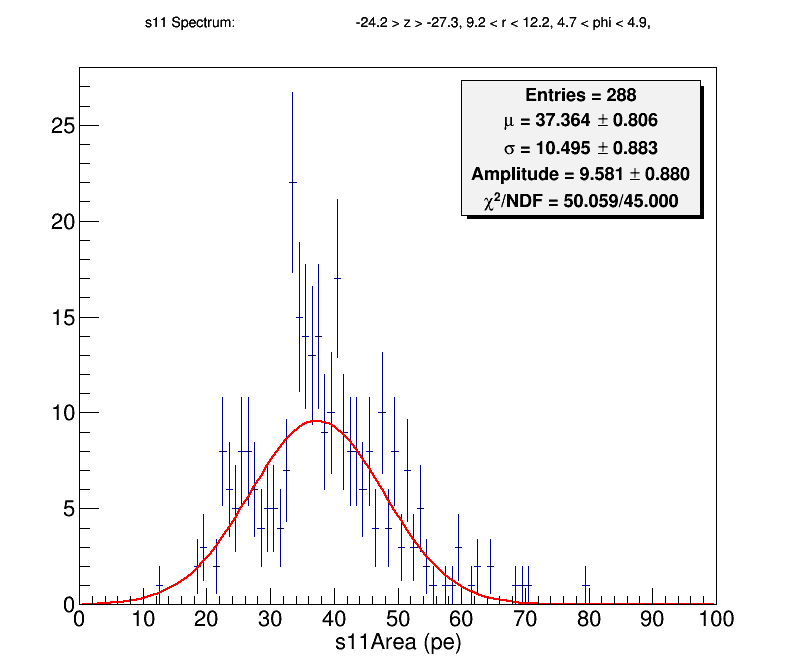 s11 Spectrum: -24.2 > z > -27.3, 9.2 < r < 12.2, 4.7 < phi < 4.9,
Entries = 288
μ = 37.364 ± 0.806
σ = 10.495 ± 0.883
Amplitude = 9.581 ± 0.880
χ²/NDF = 50.059/45.000
25
20
15
10
5
0
0 10 20 30 40 50 60 70 80 90 100
s11Area (pe)